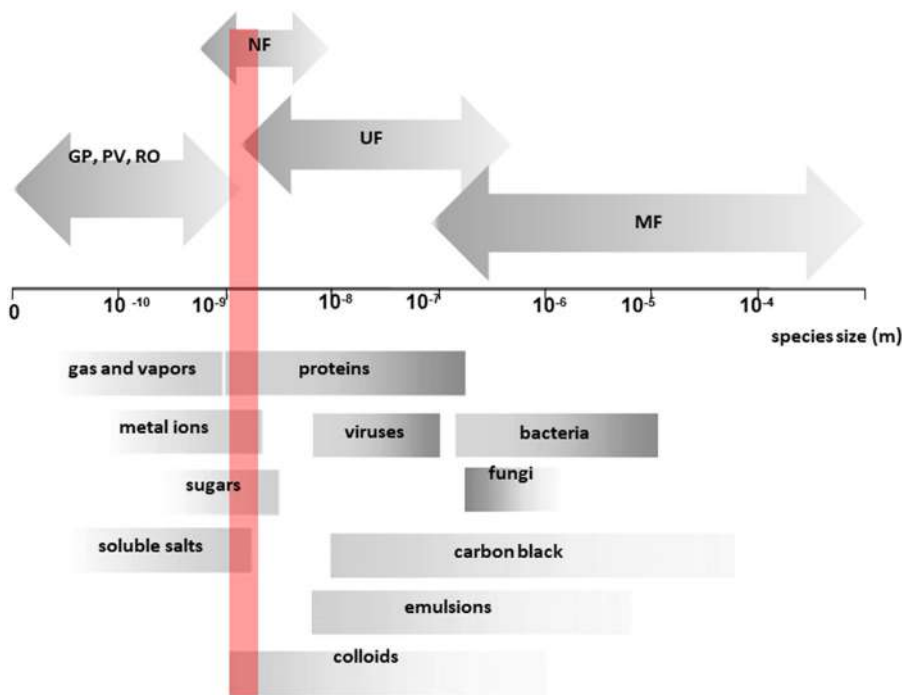 NF
UF
GP, PV, RO
MF
0 10⁻¹⁰ 10⁻⁹ 10⁻⁸ 10⁻⁷ 10⁻⁶ 10⁻⁵ 10⁻⁴
species size (m)
gas and vapors proteins
metal ions viruses bacteria
sugars fungi
soluble salts carbon black
emulsions
colloids